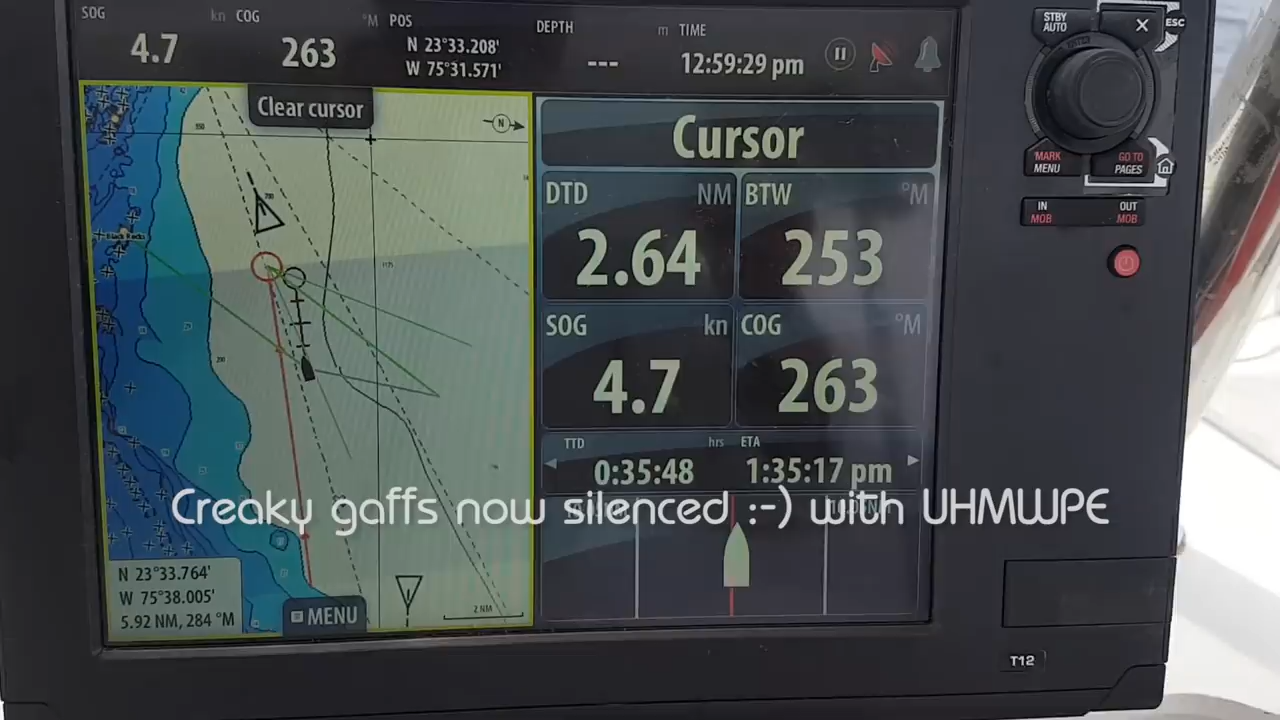 SOG kn COG °M POS DEPTH m TIME
4.7 263 N 23°33.208' W 75°31.571' --- 12:59:29 pm
STBY AUTO
X
ESC
Clear cursor
N
Cursor
MARK MENU
GO TO PAGES
IN MOB
OUT MOB
DTD NM BTW °M
2.64 253
SOG kn COG °M
4.7 263
TTD hrs ETA
0:35:48 1:35:17 pm
Creaky gaffs now silenced :-) with UHMWPE
N 23°33.764'
W 75°38.005'
5.92 NM, 284 °M
MENU
2 NM
T12